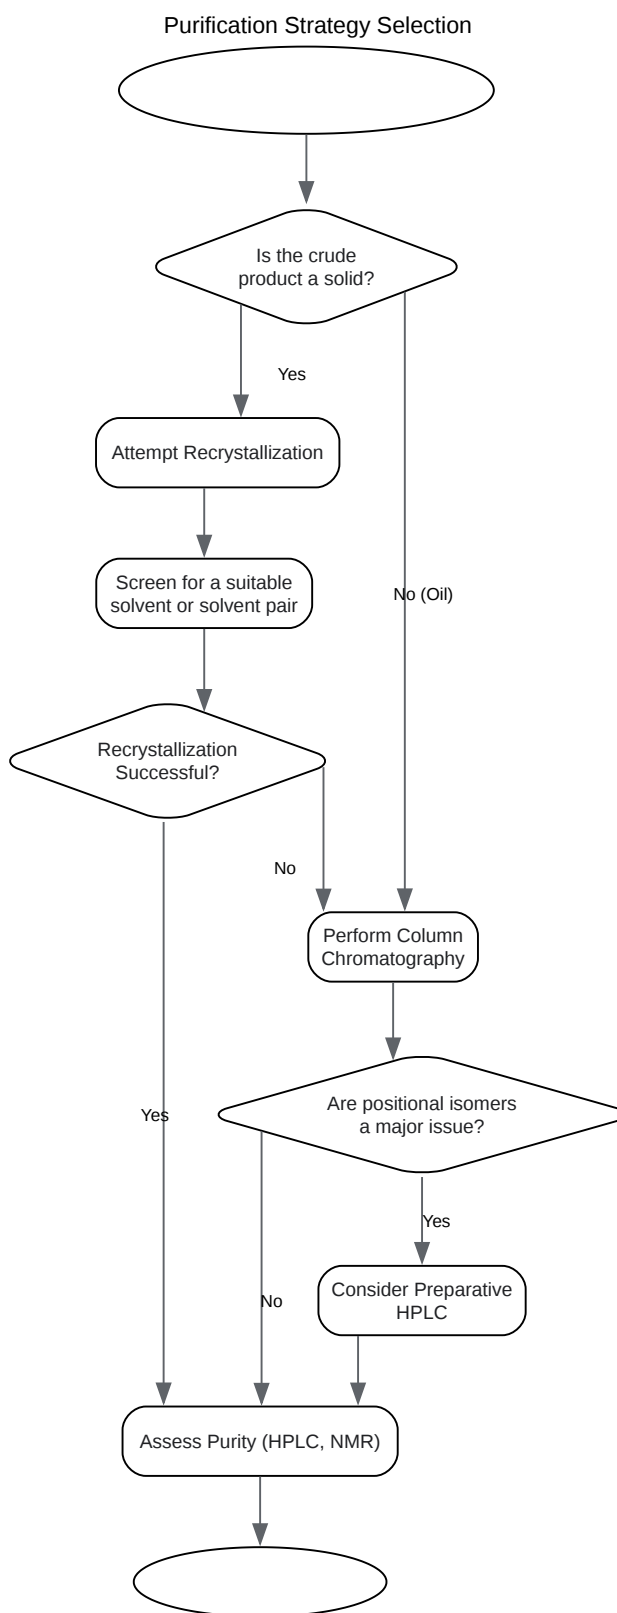 Purification Strategy Selection
Is the crude
product a solid?
Yes
Attempt Recrystallization
Screen for a suitable
solvent or solvent pair
No (Oil)
Recrystallization
Successful?
No
Perform Column
Chromatography
Are positional isomers
a major issue?
Yes
Yes
Consider Preparative
HPLC
No
Assess Purity (HPLC, NMR)